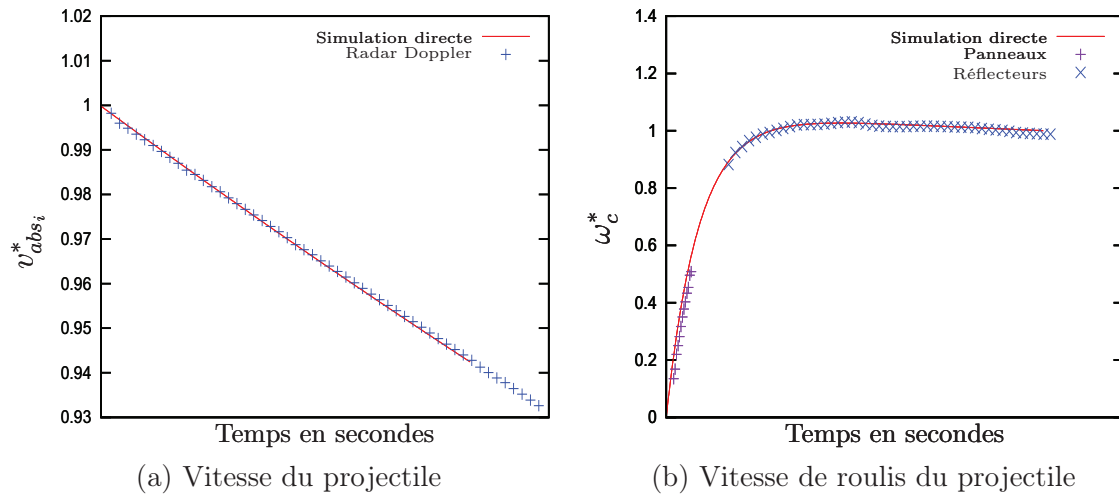 1.02
1.01
1
0.99
0.98
0.97
0.96
0.95
0.94
0.93
v*absi
Simulation directe
Radar Doppler
Temps en secondes
(a) Vitesse du projectile
1.4
1.2
1
0.8
0.6
0.4
0.2
0
ω*c
Simulation directe
Panneaux
Réflecteurs
Temps en secondes
(b) Vitesse de roulis du projectile